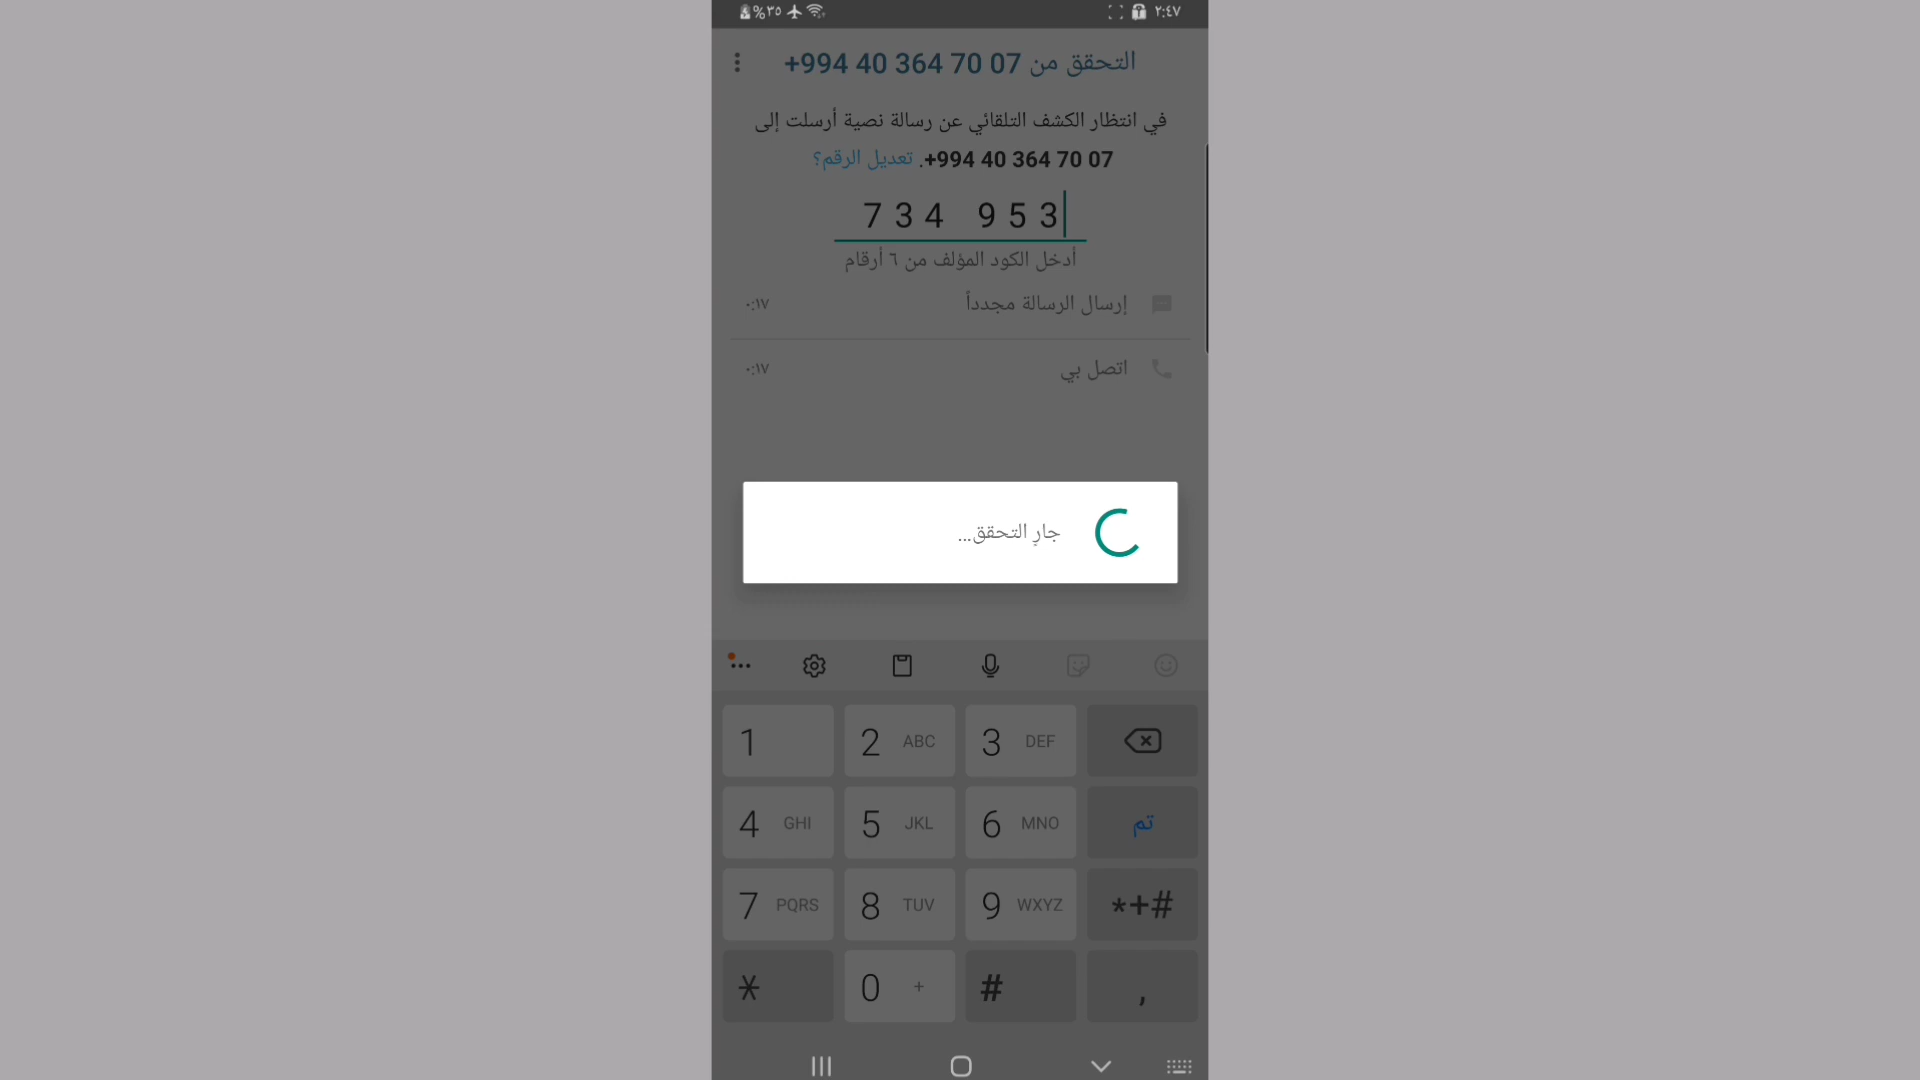 ٣٥% ٢:٤٧
التحقق من ‎+994 40 364 70 07
في انتظار الكشف التلقائي عن رسالة نصية أرسلت إلى
‎+994 40 364 70 07. تعديل الرقم؟
734 953
أدخل الكود المؤلف من ٦ أرقام
إرسال الرسالة مجدداً ٠:١٧
اتصل بي ٠:١٧
جارٍ التحقق...
1 2 ABC 3 DEF
4 GHI 5 JKL 6 MNO تم
7 PQRS 8 TUV 9 WXYZ *+#
* 0 + # ,